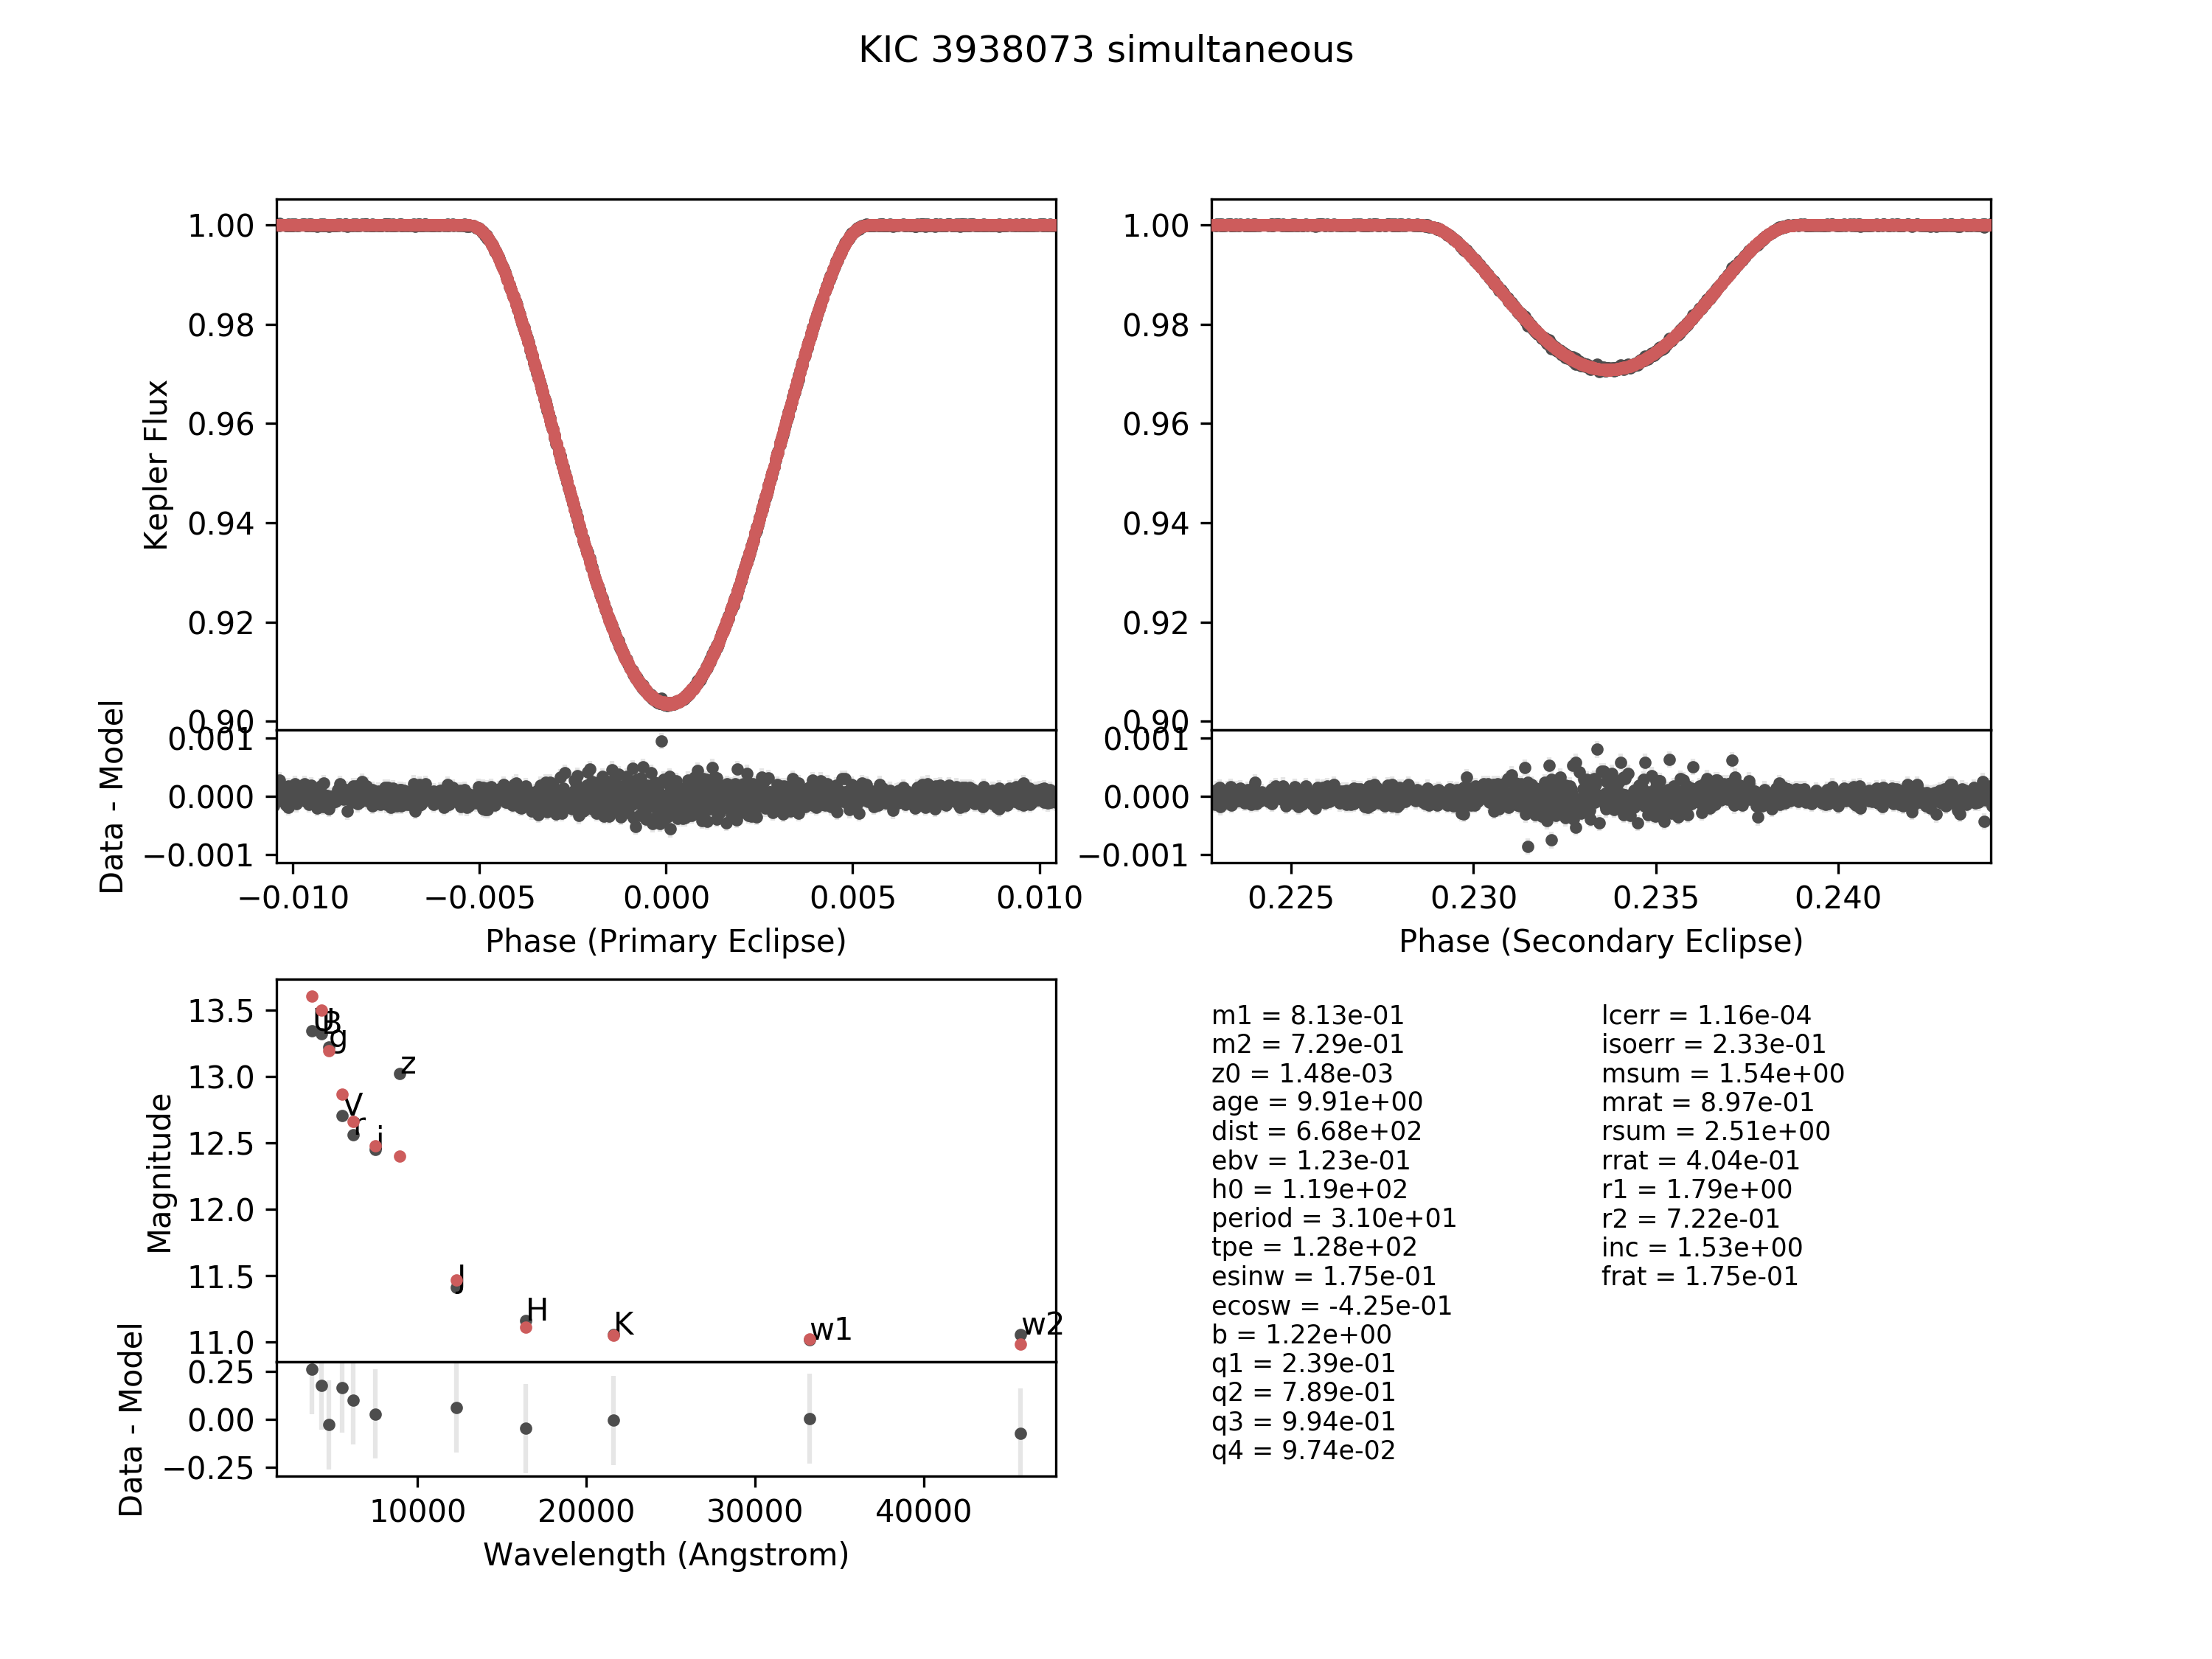 KIC 3938073 simultaneous
1.00
0.98
0.96
0.94
0.92
0.90
Kepler Flux
0.001
0.000
−0.001
Data - Model
−0.010
−0.005
0.000
0.005
0.010
Phase (Primary Eclipse)
1.00
0.98
0.96
0.94
0.92
0.90
0.001
0.000
−0.001
0.225
0.230
0.235
0.240
Phase (Secondary Eclipse)
13.5
13.0
12.5
12.0
11.5
11.0
Magnitude
U
B
g
V
r
i
z
J
H
K
w1
w2
0.25
0.00
−0.25
Data - Model
10000
20000
30000
40000
Wavelength (Angstrom)
m1 = 8.13e-01
m2 = 7.29e-01
z0 = 1.48e-03
age = 9.91e+00
dist = 6.68e+02
ebv = 1.23e-01
h0 = 1.19e+02
period = 3.10e+01
tpe = 1.28e+02
esinw = 1.75e-01
ecosw = -4.25e-01
b = 1.22e+00
q1 = 2.39e-01
q2 = 7.89e-01
q3 = 9.94e-01
q4 = 9.74e-02
lcerr = 1.16e-04
isoerr = 2.33e-01
msum = 1.54e+00
mrat = 8.97e-01
rsum = 2.51e+00
rrat = 4.04e-01
r1 = 1.79e+00
r2 = 7.22e-01
inc = 1.53e+00
frat = 1.75e-01